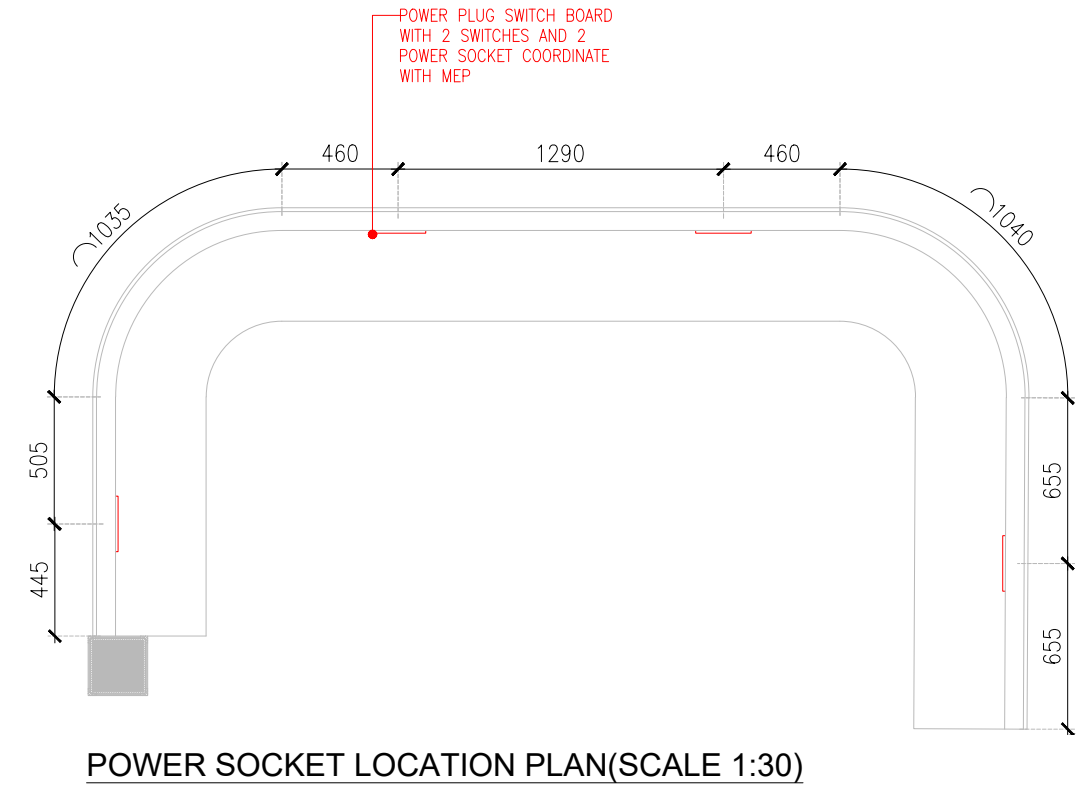 POWER PLUG SWITCH BOARD
WITH 2 SWITCHES AND 2
POWER SOCKET COORDINATE
WITH MEP
460
1290
460
1035
1040
505
445
655
655
POWER SOCKET LOCATION PLAN(SCALE 1:30)